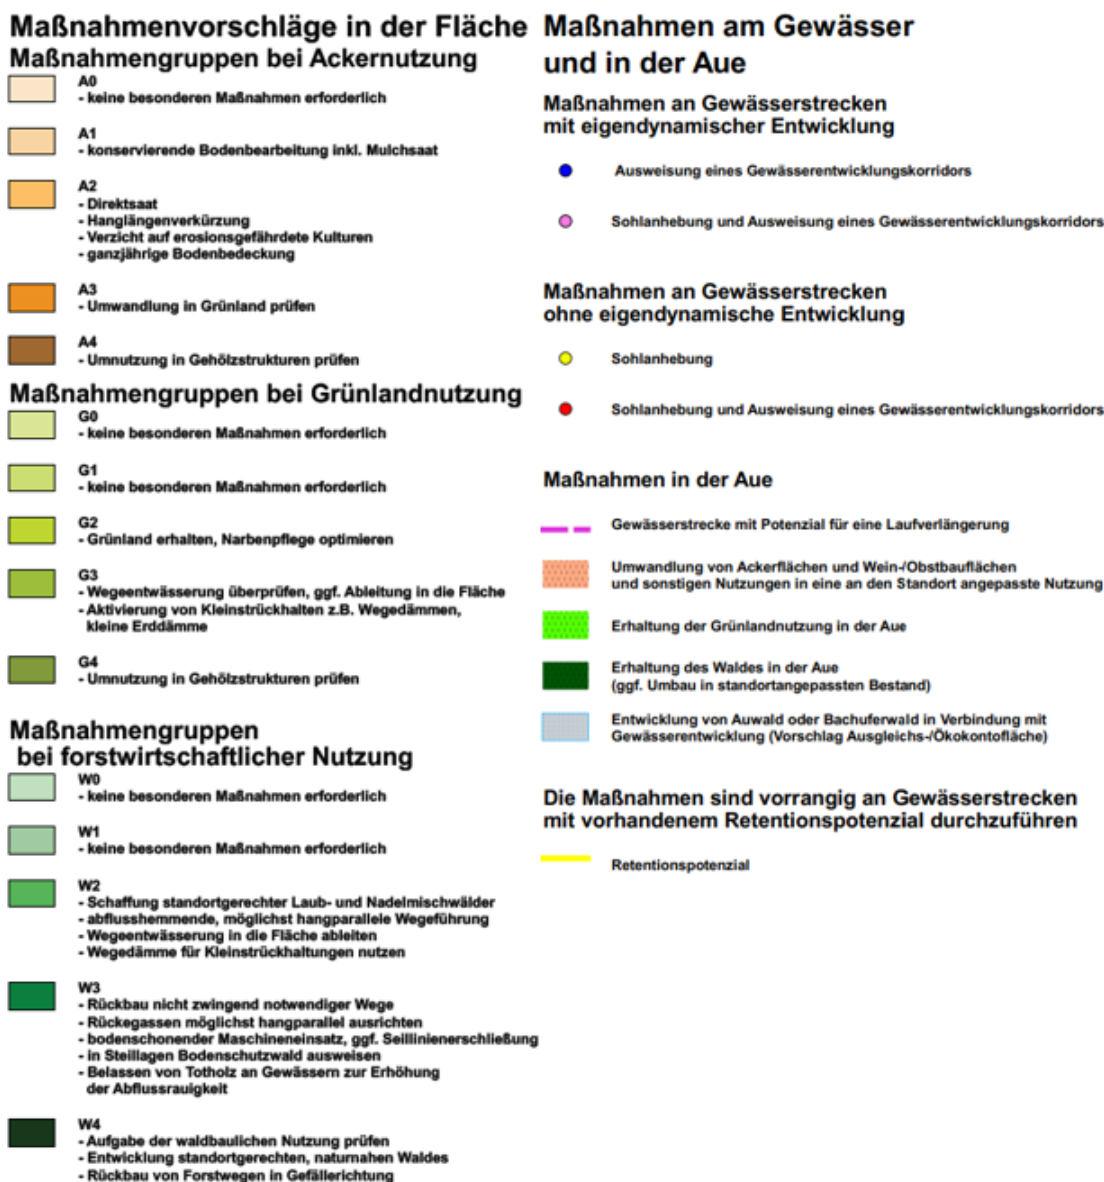 Maßnahmenvorschläge in der Fläche
Maßnahmengruppen bei Ackernutzung
A0
- keine besonderen Maßnahmen erforderlich
A1
- konservierende Bodenbearbeitung inkl. Mulchsaat
A2
- Direktsaat
- Hanglängenverkürzung
- Verzicht auf erosionsgefährdete Kulturen
- ganzjährige Bodenbedeckung
A3
- Umwandlung in Grünland prüfen
A4
- Umnutzung in Gehölzstrukturen prüfen
Maßnahmengruppen bei Grünlandnutzung
G0
- keine besonderen Maßnahmen erforderlich
G1
- keine besonderen Maßnahmen erforderlich
G2
- Grünland erhalten, Narbenpflege optimieren
G3
- Wegeentwässerung überprüfen, ggf. Ableitung in die Fläche
- Aktivierung von Kleinstrückhalten z.B. Wegedämmen,
kleine Erddämme
G4
- Umnutzung in Gehölzstrukturen prüfen
Maßnahmengruppen
bei forstwirtschaftlicher Nutzung
W0
- keine besonderen Maßnahmen erforderlich
W1
- keine besonderen Maßnahmen erforderlich
W2
- Schaffung standortgerechter Laub- und Nadelmischwälder
- abflusshemmende, möglichst hangparallele Wegeführung
- Wegeentwässerung in die Fläche ableiten
- Wegedämme für Kleinstrückhaltungen nutzen
W3
- Rückbau nicht zwingend notwendiger Wege
- Rückegassen möglichst hangparallel ausrichten
- bodenschonender Maschineneinsatz, ggf. Seillinienerschließung
- in Steillagen Bodenschutzwald ausweisen
- Belassen von Totholz an Gewässern zur Erhöhung
der Abflussrauigkeit
W4
- Aufgabe der waldbaulichen Nutzung prüfen
- Entwicklung standortgerechten, naturnahen Waldes
- Rückbau von Forstwegen in Gefällerichtung
Maßnahmen am Gewässer
und in der Aue
Maßnahmen an Gewässerstrecken
mit eigendynamischer Entwicklung
Ausweisung eines Gewässerentwicklungskorridors
Sohlanhebung und Ausweisung eines Gewässerentwicklungskorridors
Maßnahmen an Gewässerstrecken
ohne eigendynamische Entwicklung
Sohlanhebung
Sohlanhebung und Ausweisung eines Gewässerentwicklungskorridors
Maßnahmen in der Aue
Gewässerstrecke mit Potenzial für eine Laufverlängerung
Umwandlung von Ackerflächen und Wein-/Obstbauflächen
und sonstigen Nutzungen in eine an den Standort angepasste Nutzung
Erhaltung der Grünlandnutzung in der Aue
Erhaltung des Waldes in der Aue
(ggf. Umbau in standortangepassten Bestand)
Entwicklung von Auwald oder Bachuferwald in Verbindung mit
Gewässerentwicklung (Vorschlag Ausgleichs-/Ökokontofläche)
Die Maßnahmen sind vorrangig an Gewässerstrecken
mit vorhandenem Retentionspotenzial durchzuführen
Retentionspotenzial